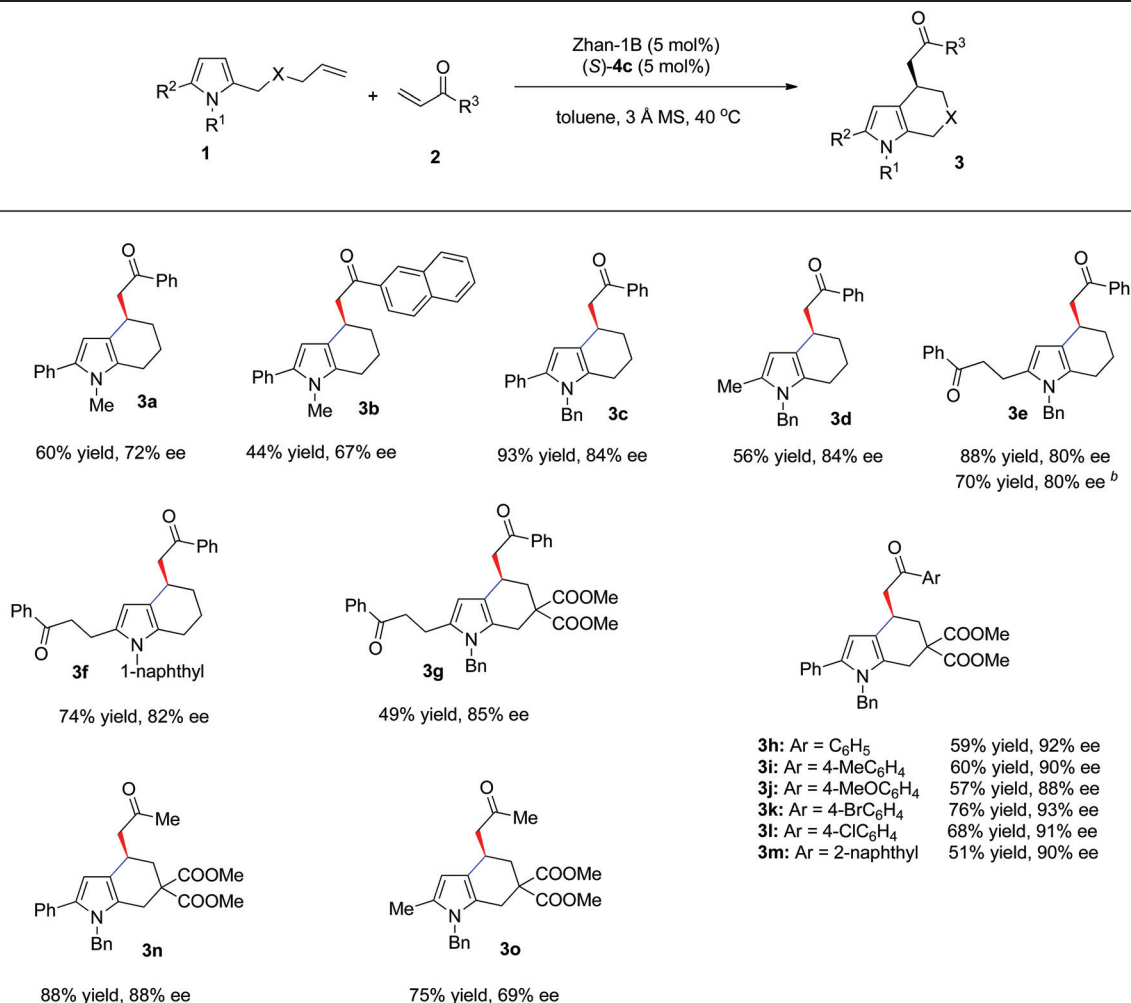 O
R³
Zhan-1B (5 mol%)
(S)-4c (5 mol%)
toluene, 3 Å MS, 40 °C
R²
N
R¹
X
1
+
O
R³
2
R²
N
R¹
X
3
O
Ph
Ph
N
Me
3a
60% yield, 72% ee
O
Ph
N
Me
3b
44% yield, 67% ee
O
Ph
Ph
N
Bn
3c
93% yield, 84% ee
O
Ph
Me
N
Bn
3d
56% yield, 84% ee
O
Ph
Ph
O
N
Bn
3e
88% yield, 80% ee
70% yield, 80% ee b
O
Ph
Ph
O
N
3f
1-naphthyl
74% yield, 82% ee
O
Ph
COOMe
COOMe
Ph
O
N
Bn
3g
49% yield, 85% ee
O
Ar
COOMe
COOMe
Ph
N
Bn
3h: Ar = C₆H₅ 59% yield, 92% ee
3i: Ar = 4-MeC₆H₄ 60% yield, 90% ee
3j: Ar = 4-MeOC₆H₄ 57% yield, 88% ee
3k: Ar = 4-BrC₆H₄ 76% yield, 93% ee
3l: Ar = 4-ClC₆H₄ 68% yield, 91% ee
3m: Ar = 2-naphthyl 51% yield, 90% ee
O
Me
COOMe
COOMe
Ph
N
Bn
3n
88% yield, 88% ee
O
Me
COOMe
COOMe
Me
N
Bn
3o
75% yield, 69% ee